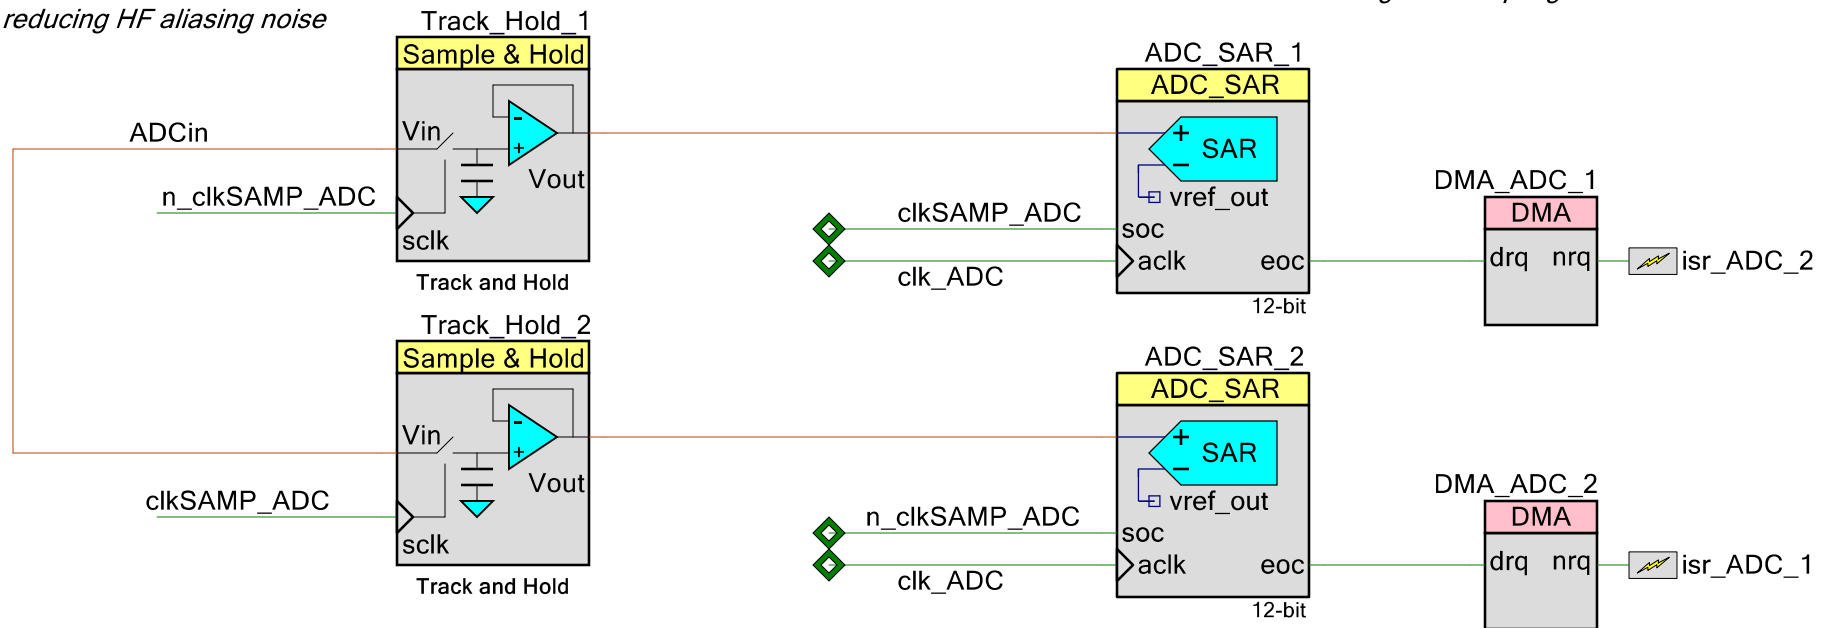 reducing HF aliasing noise
Track_Hold_1
Sample & Hold
ADCin
Vin
-
+
Vout
n_clkSAMP_ADC
sclk
Track and Hold
ADC_SAR_1
ADC_SAR
+
SAR
−
vref_out
clkSAMP_ADC
soc
aclk
eoc
clk_ADC
12-bit
DMA_ADC_1
DMA
drq
nrq
isr_ADC_2
Track_Hold_2
Sample & Hold
Vin
-
+
Vout
clkSAMP_ADC
sclk
Track and Hold
ADC_SAR_2
ADC_SAR
+
SAR
−
vref_out
n_clkSAMP_ADC
soc
aclk
eoc
clk_ADC
12-bit
DMA_ADC_2
DMA
drq
nrq
isr_ADC_1